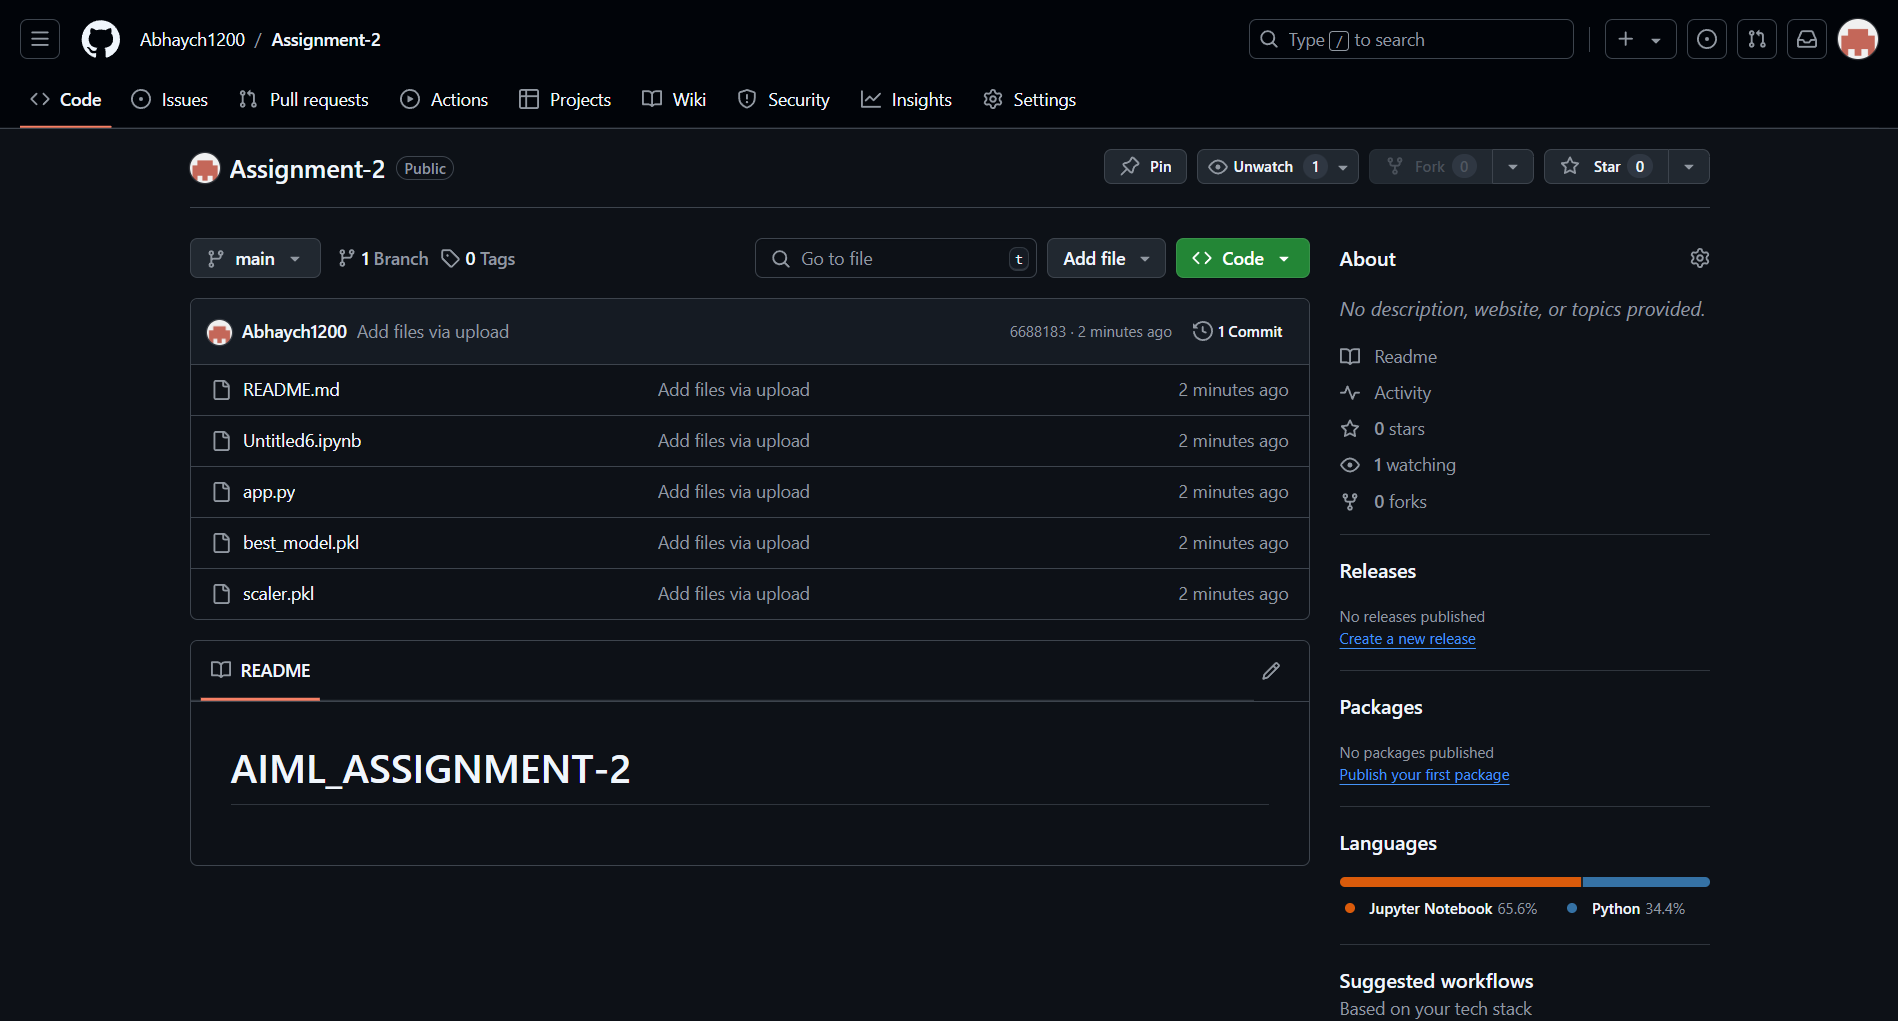 Abhaych1200 / Assignment-2
Type / to search
Code Issues Pull requests Actions Projects Wiki Security Insights Settings
Assignment-2 Public
Pin Unwatch 1 Fork 0 Star 0
main 1 Branch 0 Tags
Go to file t Add file Code
Abhaych1200 Add files via upload 6688183 · 2 minutes ago 1 Commit
README.md Add files via upload 2 minutes ago
Untitled6.ipynb Add files via upload 2 minutes ago
app.py Add files via upload 2 minutes ago
best_model.pkl Add files via upload 2 minutes ago
scaler.pkl Add files via upload 2 minutes ago
README
AIML_ASSIGNMENT-2
About
No description, website, or topics provided.
Readme
Activity
0 stars
1 watching
0 forks
Releases
No releases published
Create a new release
Packages
No packages published
Publish your first package
Languages
Jupyter Notebook 65.6% Python 34.4%
Suggested workflows
Based on your tech stack